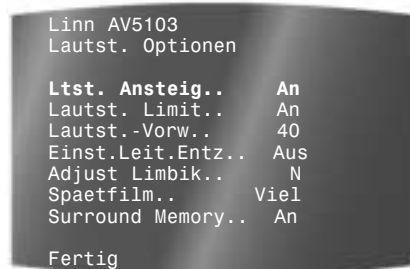 Linn AV5103
Lautst. Optionen
Ltst. Ansteig.. An
Lautst. Limit.. An
Lautst.-Vorw.. 40
Einst.Leit.Entz.. Aus
Adjust Limbik.. N
Spaetfilm.. Viel
Surround Memory.. An
Fertig